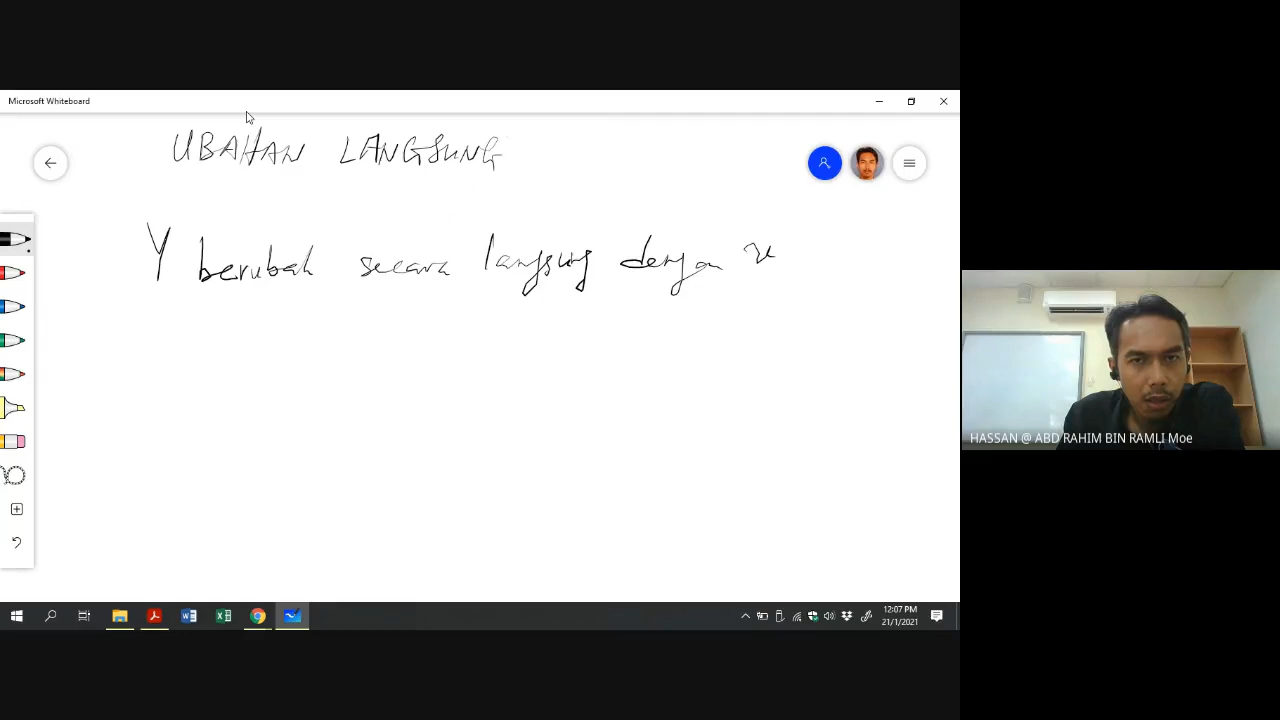 Microsoft Whiteboard
UBAHAN LANGSUNG
Y berubah secara langsung dengan x
HASSAN @ ABD RAHIM BIN RAMLI Moe
12:07 PM
21/1/2021